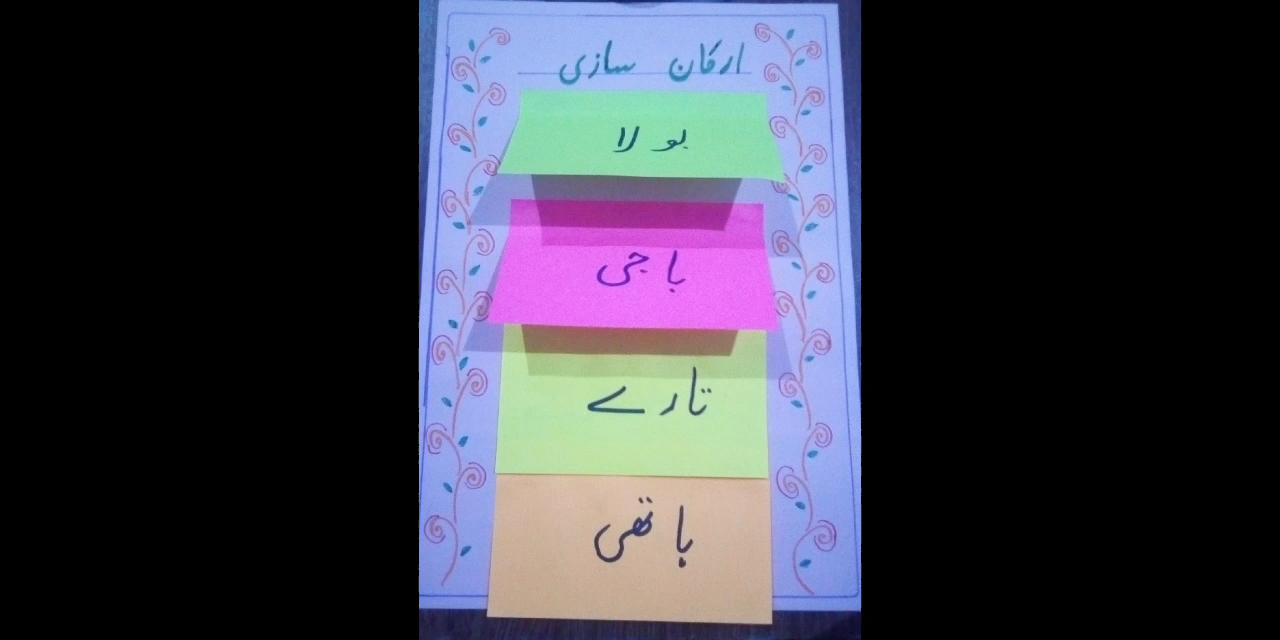 ارکان سازی
بو لا
با جی
تا رے
با تھی